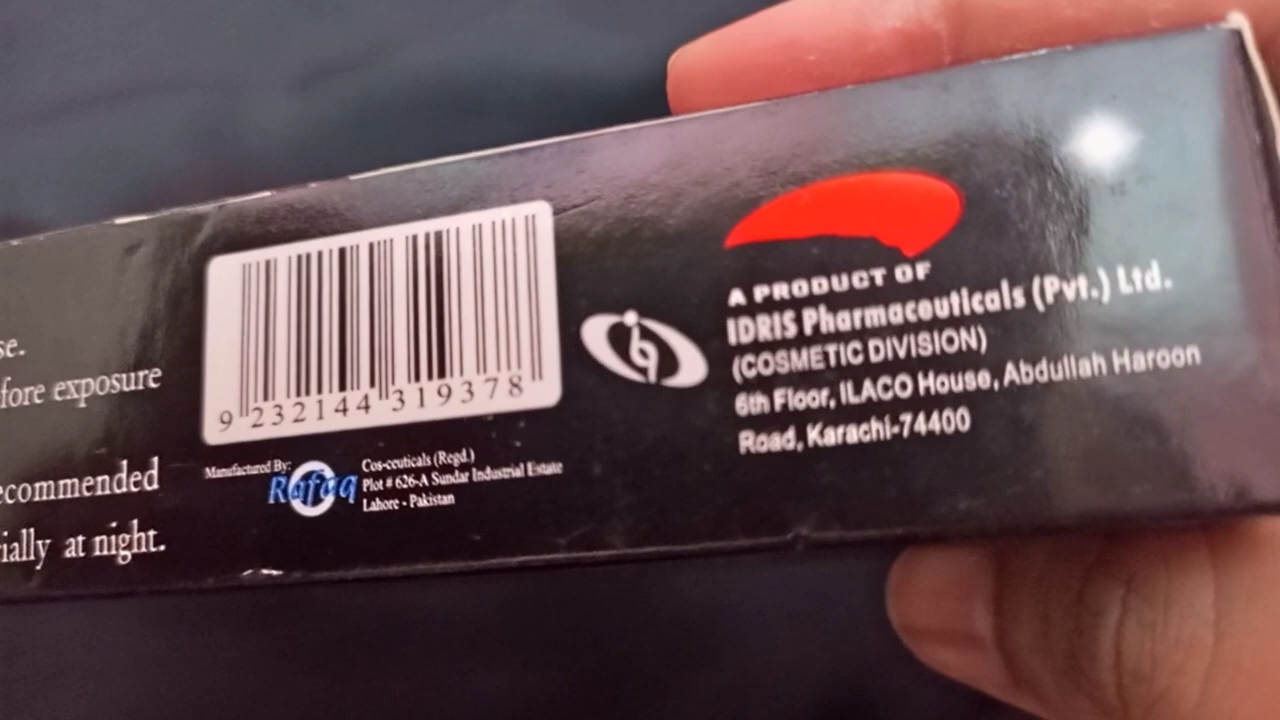 se.
fore exposure
ecommended
ially at night.
9 232144 319378
Manufactured By:
Rafaq
Cos-ceuticals (Regd.)
Plot # 626-A Sundar Industrial Estate
Lahore - Pakistan
A PRODUCT OF
IDRIS Pharmaceuticals (Pvt.) Ltd.
(COSMETIC DIVISION)
6th Floor, ILACO House, Abdullah Haroon
Road, Karachi-74400